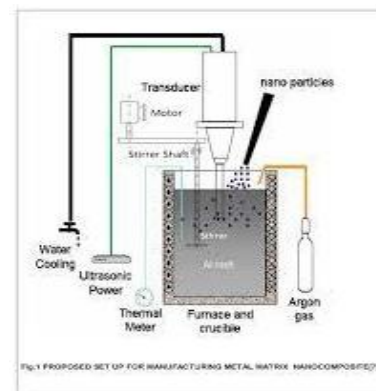 Transducer
nano particles
Motor
Stirrer Shaft
Stirrer
Al melt
Water
Cooling
Ultrasonic
Power
Thermal
Meter
Furnace and
crucible
Argon
gas
Fig.1 PROPOSED SET UP FOR MANUFACTURING METAL MATRIX NANOCOMPOSITE[7